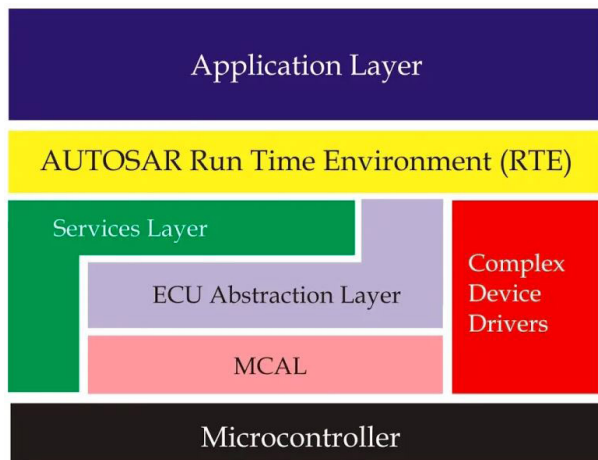 Application Layer
AUTOSAR Run Time Environment (RTE)
Services Layer
ECU Abstraction Layer
Complex
Device
Drivers
MCAL
Microcontroller